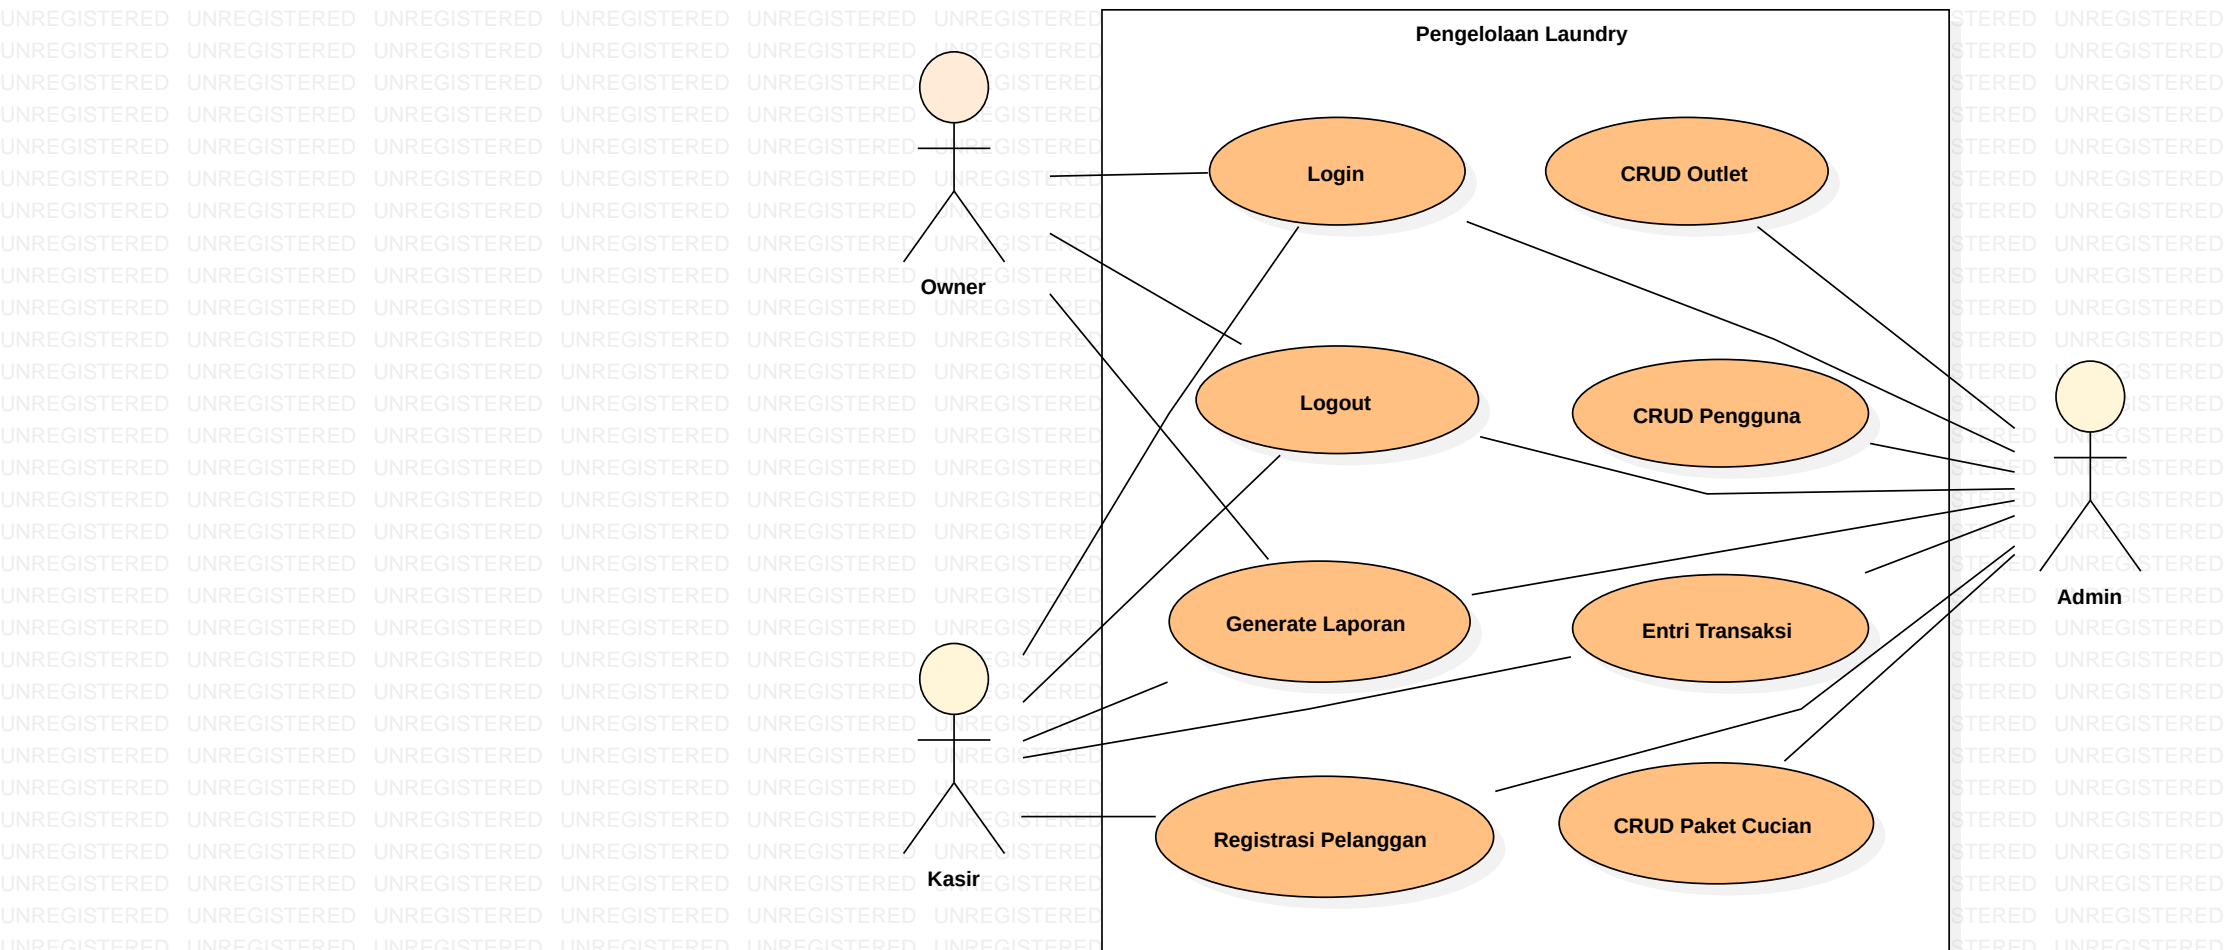 Pengelolaan Laundry
Owner
Login
CRUD Outlet
Logout
CRUD Pengguna
Generate Laporan
Entri Transaksi
Admin
Registrasi Pelanggan
CRUD Paket Cucian
Kasir
UNREGISTERED